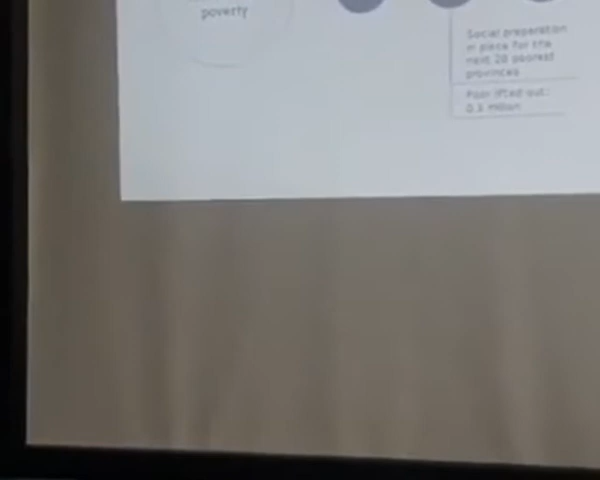 poverty
Social preparation
in place for the
next 20 poorest
provinces
Poor lifted out:
0.3 million